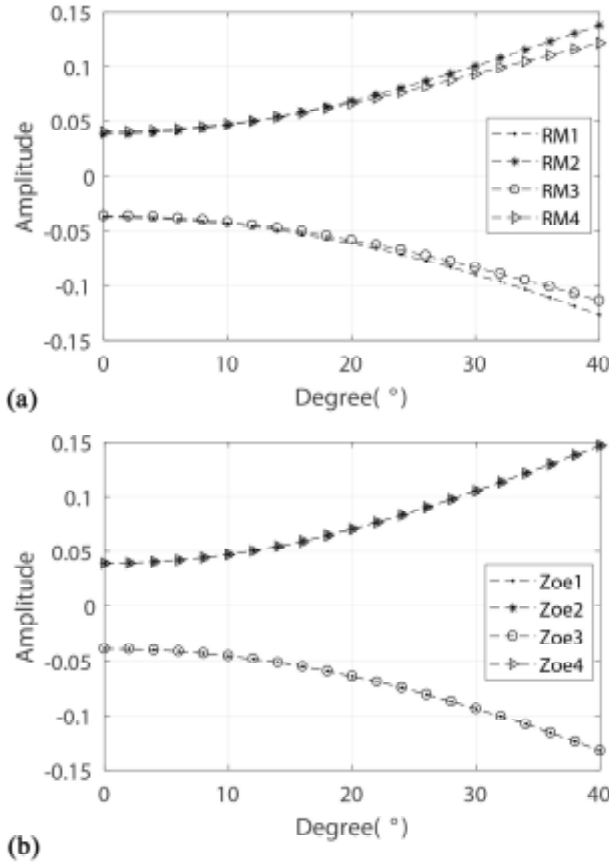 0.15
0.1
0.05
0
-0.05
-0.1
-0.15
Amplitude
RM1
RM2
RM3
RM4
0 10 20 30 40
Degree( °)
(a)
0.15
0.1
0.05
0
-0.05
-0.1
-0.15
Amplitude
Zoe1
Zoe2
Zoe3
Zoe4
0 10 20 30 40
Degree( °)
(b)